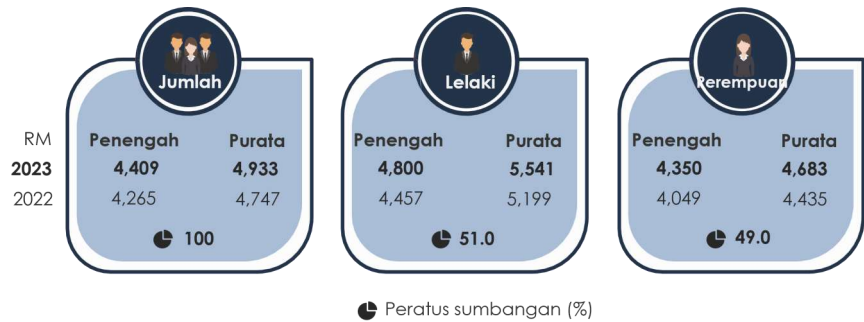 Jumlah
Lelaki
Perempuan
RM Penengah Purata Penengah Purata Penengah Purata
2023 4,409 4,933 4,800 5,541 4,350 4,683
2022 4,265 4,747 4,457 5,199 4,049 4,435
100
51.0
49.0
Peratus sumbangan (%)